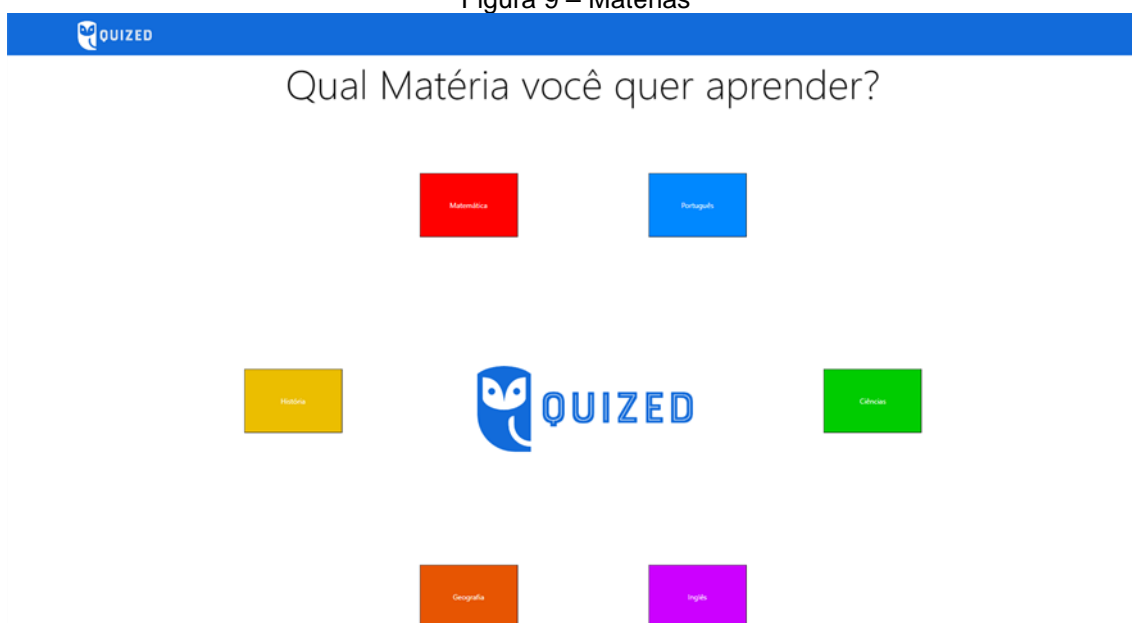 Figura 9 – Matérias
QUIZED
Qual Matéria você quer aprender?
Matemática
Português
História
QUIZED
Ciências
Geografia
Inglês